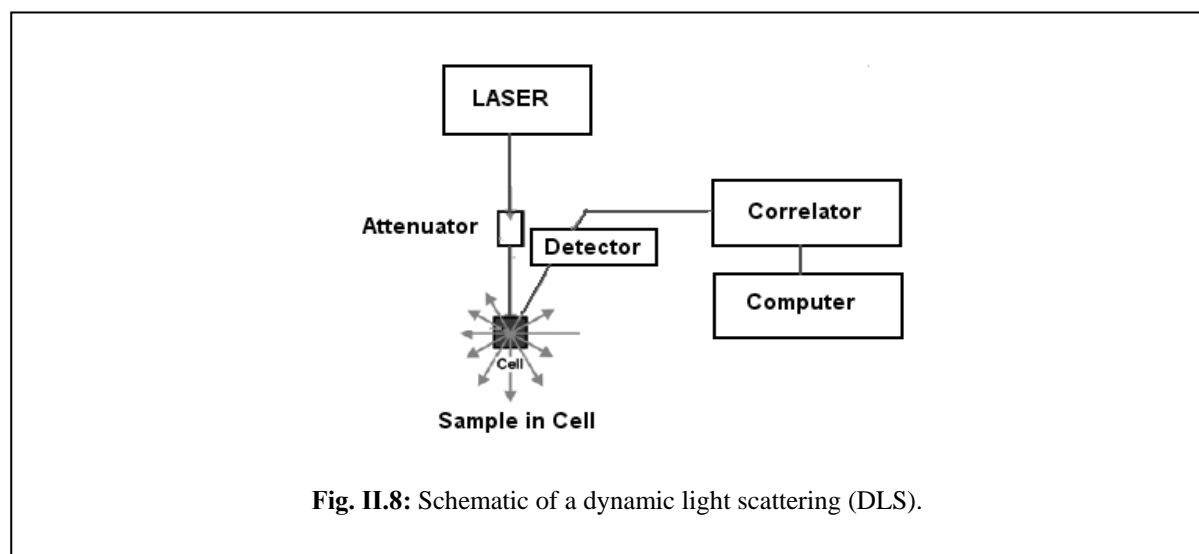 LASER
Attenuator
Detector
Correlator
Computer
Cell
Sample in Cell
Fig. II.8: Schematic of a dynamic light scattering (DLS).